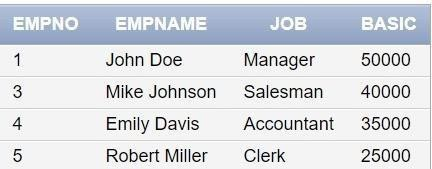 EMPNO EMPNAME JOB BASIC
1 John Doe Manager 50000
3 Mike Johnson Salesman 40000
4 Emily Davis Accountant 35000
5 Robert Miller Clerk 25000